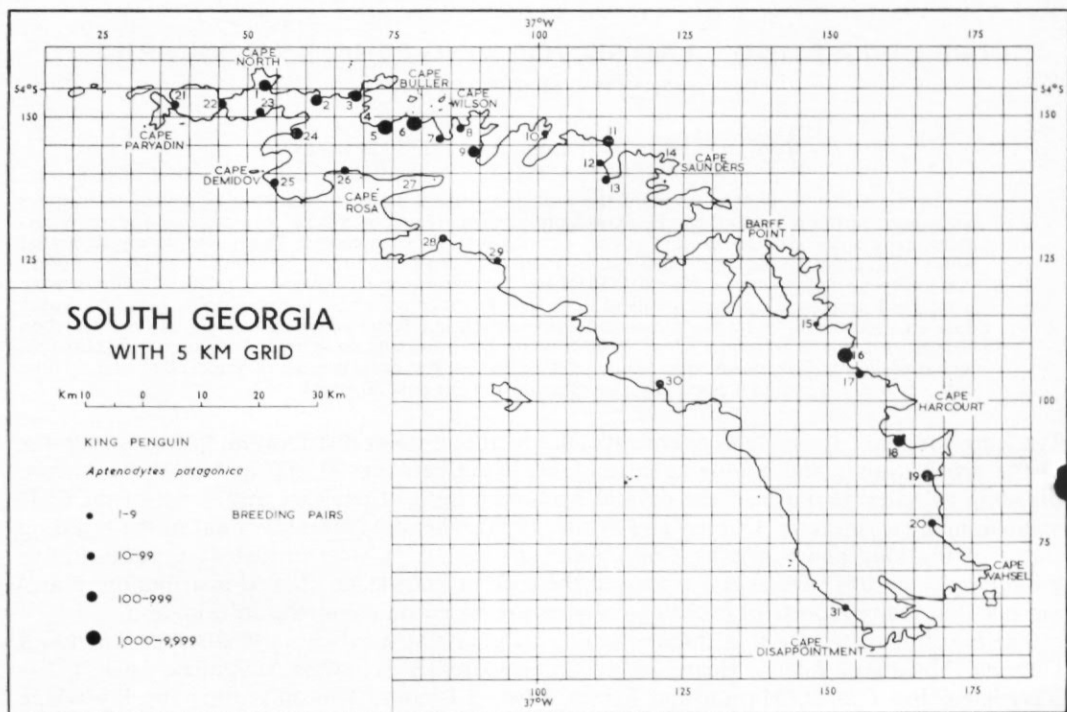 37°W
25 50 75 100 125 150 175
CAPE NORTH
CAPE BULLER
CAPE WILSON
54°S
54°S
150
150
21 22 1 23 2 3 4 5 6 7 8 9 10 11 12 13 14
24
CAPE PARYADIN
CAPE SAUNDERS
CAPE DEMIDOV
25 26 27
CAPE ROSA
BARFF POINT
28 29
125
125
SOUTH GEORGIA
WITH 5 KM GRID
Km 10 0 10 20 30 Km
15
16
17
30
CAPE HARCOURT
100
KING PENGUIN
Aptenodytes patagonica
18
19
1-9 BREEDING PAIRS
10-99
100-999
1,000-9,999
20
75
CAPE VAHSEL
31
CAPE DISAPPOINTMENT
100 125 150 175
37°W